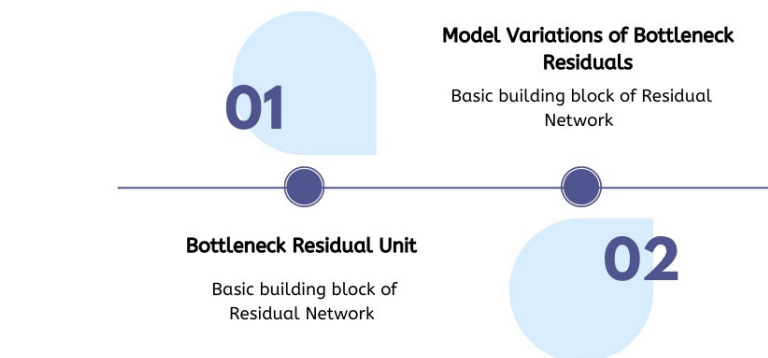 01
Bottleneck Residual Unit
Basic building block of
Residual Network
Model Variations of Bottleneck
Residuals
Basic building block of Residual
Network
02